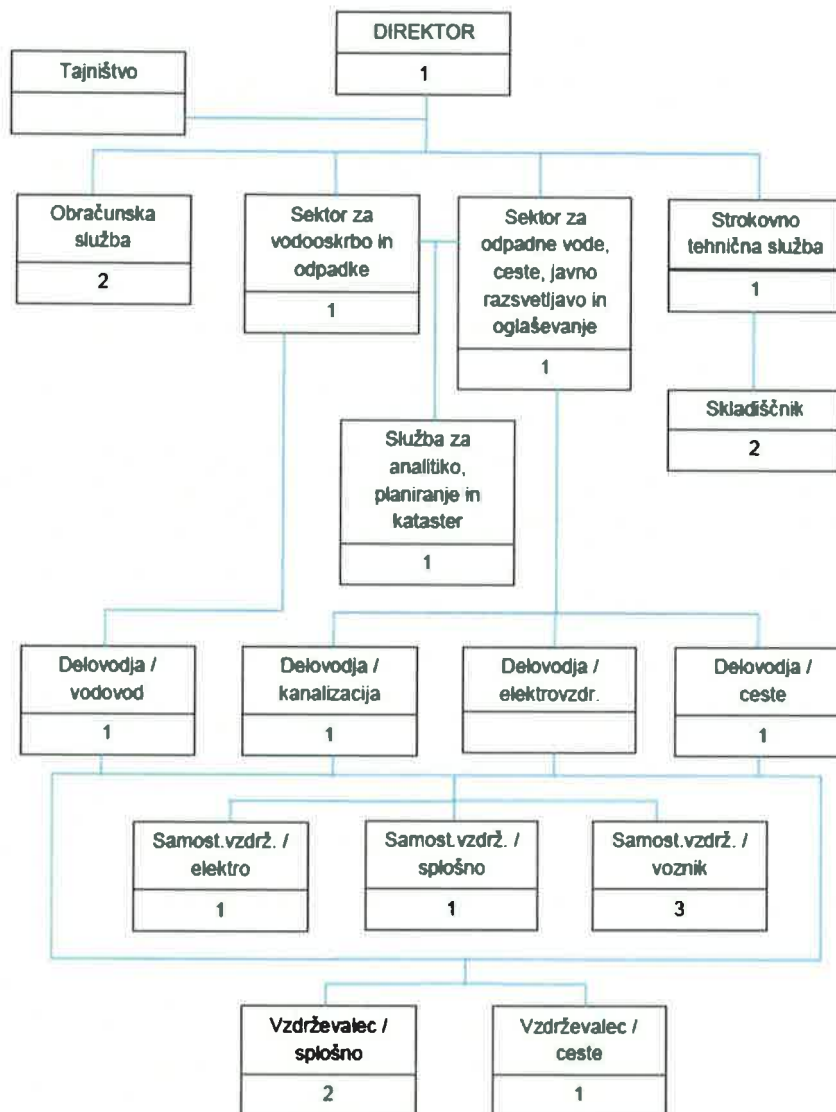 DIREKTOR
1
Tajništvo
Obračunska
služba
2
Sektor za
vodooskrbo in
odpadke
1
Sektor za
odpadne vode,
ceste, javno
razsvetljavo in
oglaševanje
1
Strokovno
tehnična služba
1
Skladiščnik
2
Služba za
analitiko,
planiranje in
kataster
1
Delovodja /
vodovod
1
Delovodja /
kanalizacija
1
Delovodja /
elektrovzdr.
Delovodja /
ceste
1
Samost.vzdrž. /
elektro
1
Samost.vzdrž. /
splošno
1
Samost.vzdrž. /
voznik
3
Vzdrževalec /
splošno
2
Vzdrževalec /
ceste
1